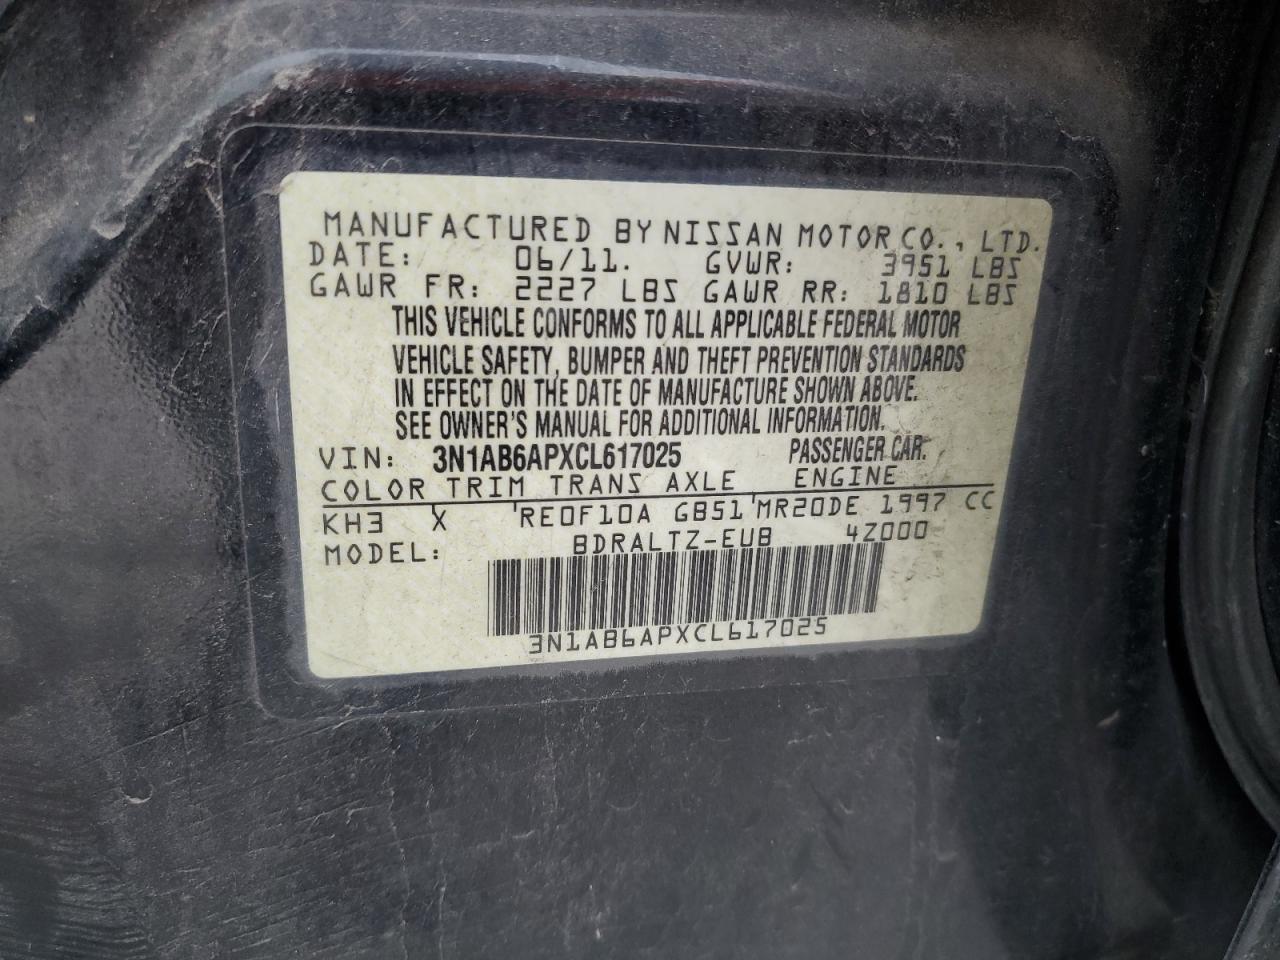 MANUFACTURED BY NISSAN MOTOR CO., LTD.
DATE: 06/11. GVWR: 3951 LBS
GAWR FR: 2227 LBS GAWR RR: 1810 LBS
THIS VEHICLE CONFORMS TO ALL APPLICABLE FEDERAL MOTOR
VEHICLE SAFETY, BUMPER AND THEFT PREVENTION STANDARDS
IN EFFECT ON THE DATE OF MANUFACTURE SHOWN ABOVE.
SEE OWNER'S MANUAL FOR ADDITIONAL INFORMATION.
VIN: 3N1AB6APXCL617025 PASSENGER CAR.
COLOR TRIM TRANS AXLE ENGINE
KH3 X RE0F10A GB51 MR20DE 1997 CC
MODEL: BDRALTZ-EUB 4Z000
3N1AB6APXCL617025